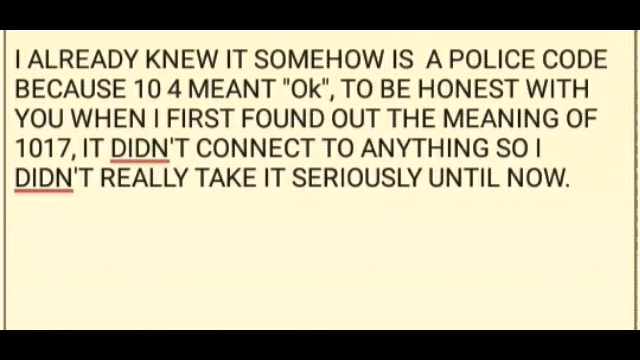 I ALREADY KNEW IT SOMEHOW IS  A POLICE CODE
BECAUSE 10 4 MEANT "Ok", TO BE HONEST WITH
YOU WHEN I FIRST FOUND OUT THE MEANING OF
1017, IT DIDN'T CONNECT TO ANYTHING SO I
DIDN'T REALLY TAKE IT SERIOUSLY UNTIL NOW.